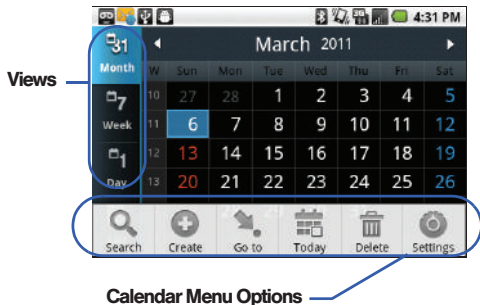 4:31 PM
31
Month
March 2011
Views
W Sun Mon Tue Wed Thu Fri Sat
10 27 28 1 2 3 4 5
7
Week
11 6 7 8 9 10 11 12
1
Day
12 13 14 15 16 17 18 19
13 20 21 22 23 24 25 26
Search Create Go to Today Delete Settings
Calendar Menu Options